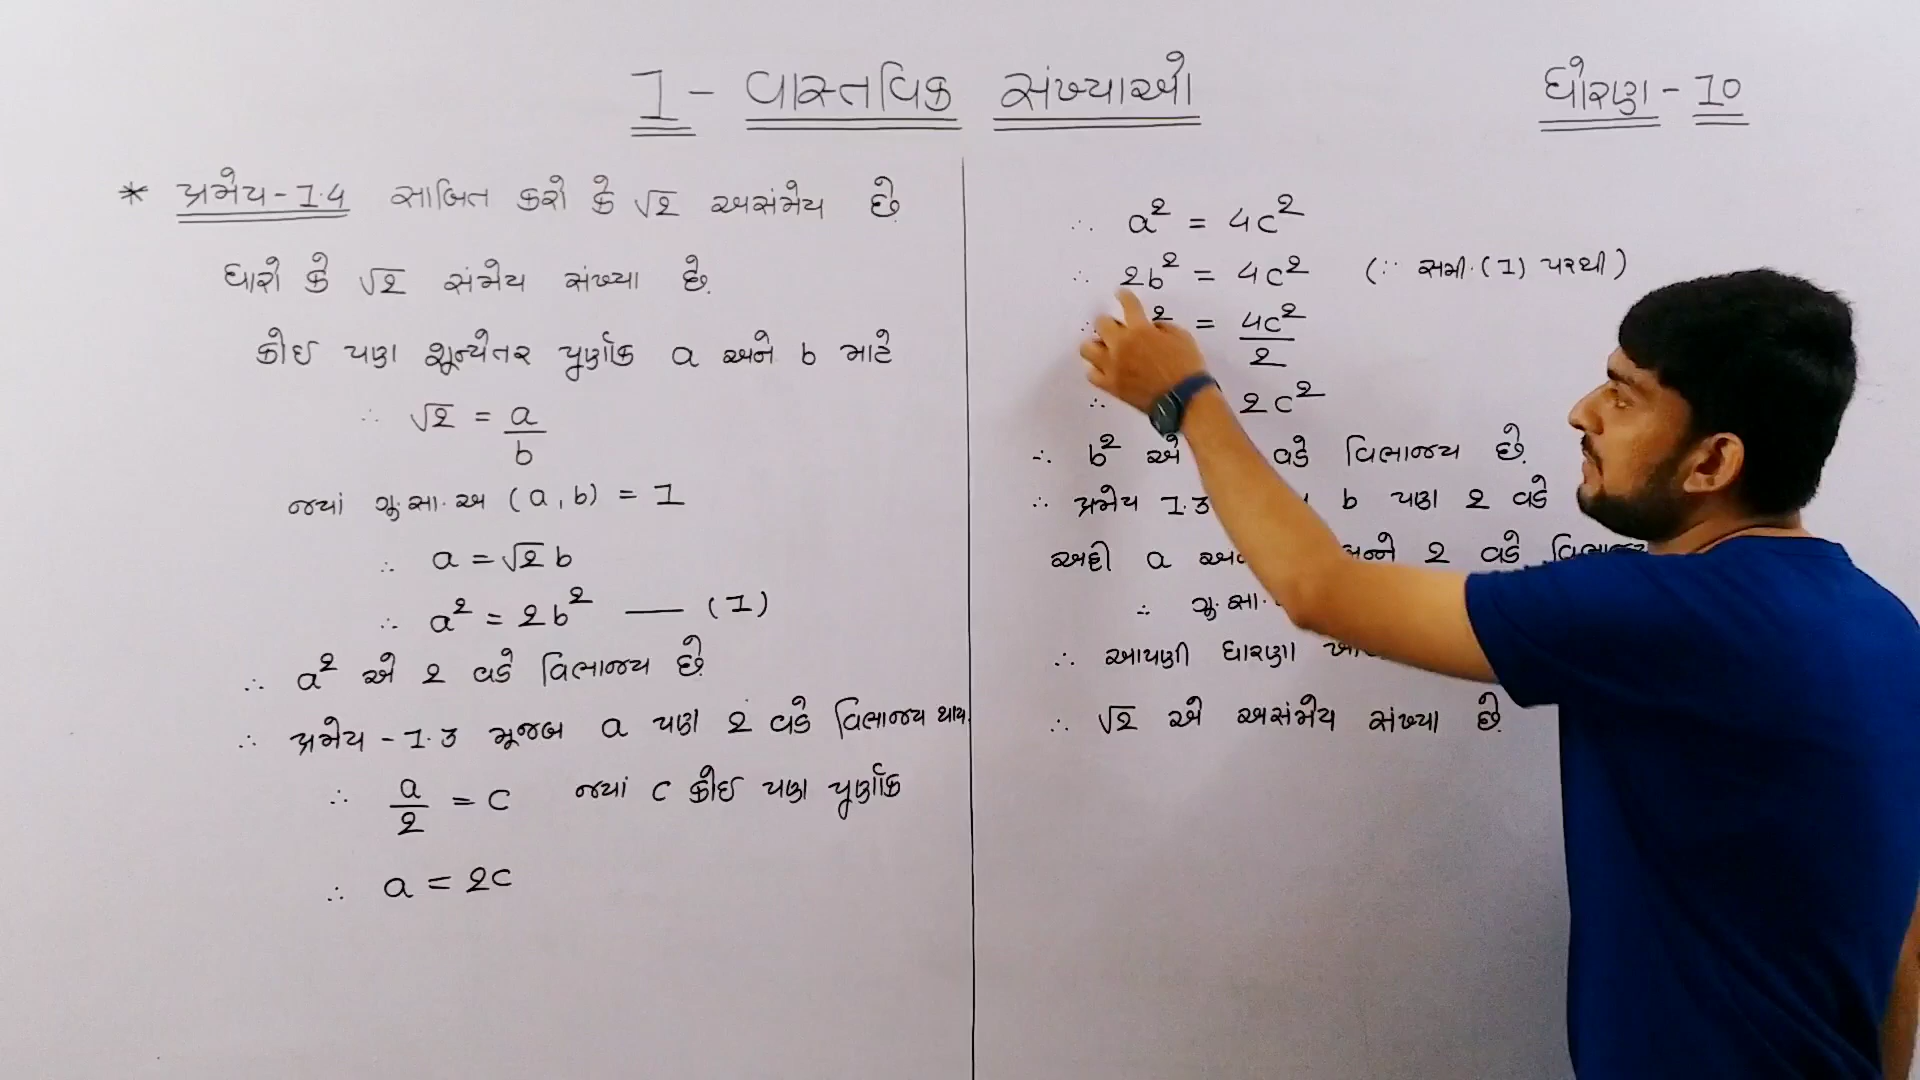 1 - વાસ્તવિક સંખ્યાઓ
ધોરણ - 10
* પ્રમેય - 1.4 સાબિત કરો કે √2 અસંમેય છે.
ધારો કે √2 સંમેય સંખ્યા છે.
કોઈ પણ શૂન્યેતર પૂર્ણાંક a અને b માટે
∴ √2 = a/b
જ્યાં ગુ.સા.અ (a, b) = 1
∴ a = √2 b
∴ a² = 2b² — (1)
∴ a² એ 2 વડે વિભાજ્ય છે.
∴ પ્રમેય - 1.3 મૂજબ a પણ 2 વડે વિભાજ્ય થાય.
∴ a/2 = c જ્યાં c કોઈ પણ પૂર્ણાંક
∴ a = 2c
∴ a² = 4c²
∴ 2b² = 4c² (∵ સમી. (1) પરથી)
∴ ² = 4c²/2
∴ 2c²
∴ b² એ વડે વિભાજ્ય છે.
∴ પ્રમેય 1.3 b પણ 2 વડે
અહી a 2 વડે
∴ ગુ.સા.
∴ આપણી ધારણા
∴ √2 એ અસંમેય સંખ્યા છે.